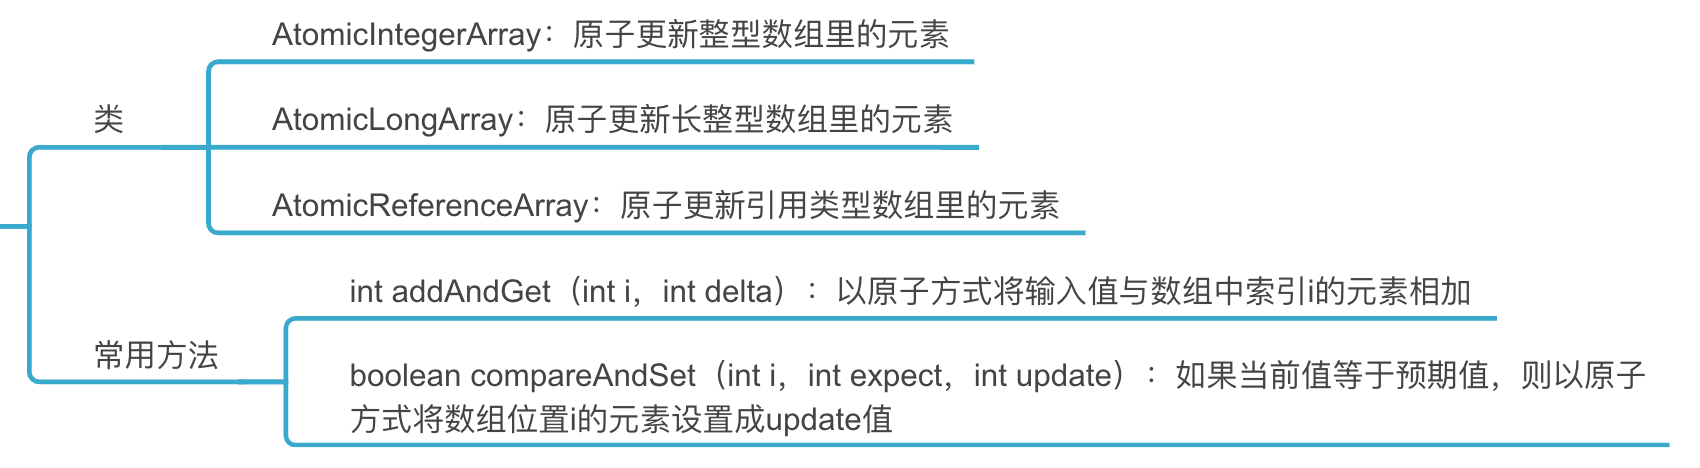 AtomicIntegerArray：原子更新整型数组里的元素
类
AtomicLongArray：原子更新长整型数组里的元素
AtomicReferenceArray：原子更新引用类型数组里的元素
int addAndGet（int i，int delta）：以原子方式将输入值与数组中索引i的元素相加
常用方法
boolean compareAndSet（int i，int expect，int update）：如果当前值等于预期值，则以原子
方式将数组位置i的元素设置成update值